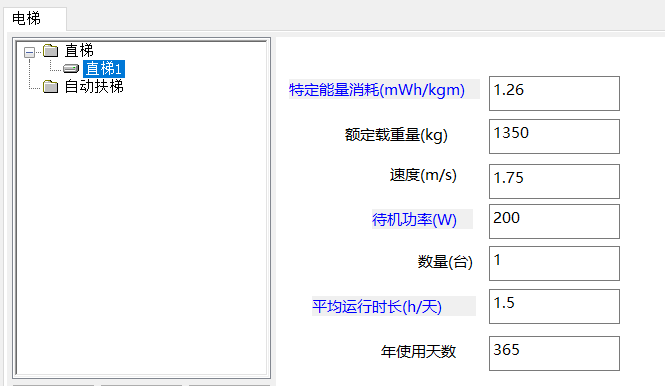 电梯
直梯
直梯1
自动扶梯
特定能量消耗(mWh/kgm) 1.26
额定载重量(kg) 1350
速度(m/s) 1.75
待机功率(W) 200
数量(台) 1
平均运行时长(h/天) 1.5
年使用天数 365